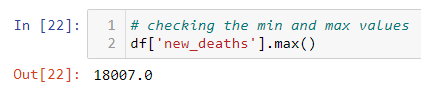 In [22]:
1 # checking the min and max values
2 df['new_deaths'].max()
Out[22]: 18007.0